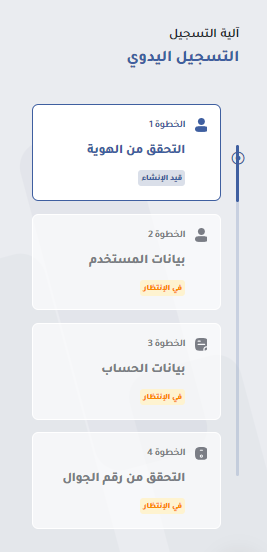 آلية التسجيل
التسجيل اليدوي
الخطوة 1
التحقق من الهوية
قيد الإنشاء
الخطوة 2
بيانات المستخدم
في الإنتظار
الخطوة 3
بيانات الحساب
في الإنتظار
الخطوة 4
التحقق من رقم الجوال
في الإنتظار